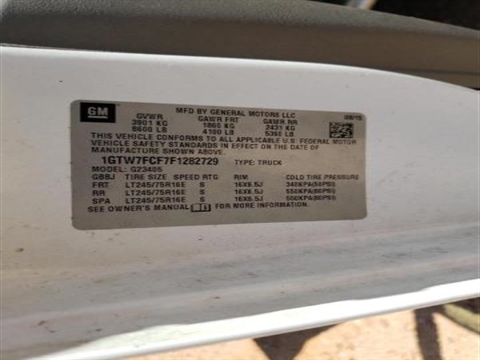 GM
MFD BY GENERAL MOTORS LLC
GVWR GAWR FRT GAWR RR
3901 KG 1860 KG 2431 KG
8600 LB 4100 LB 5360 LB
THIS VEHICLE CONFORMS TO ALL APPLICABLE U.S. FEDERAL MOTOR
VEHICLE SAFETY AND THEFT PREVENTION STANDARDS IN EFFECT ON THE DATE OF
MANUFACTURE SHOWN ABOVE.
1GTW7FCF7F1282729 TYPE: TRUCK
MODEL: G23405
GBBJ TIRE SIZE SPEED RTG RIM COLD TIRE PRESSURE
FRT LT245/75R16E S 16X6.5J
RR LT245/75R16E S 16X6.5J
SPA LT245/75R16E S 16X6.5J
SEE OWNER'S MANUAL FOR MORE INFORMATION.